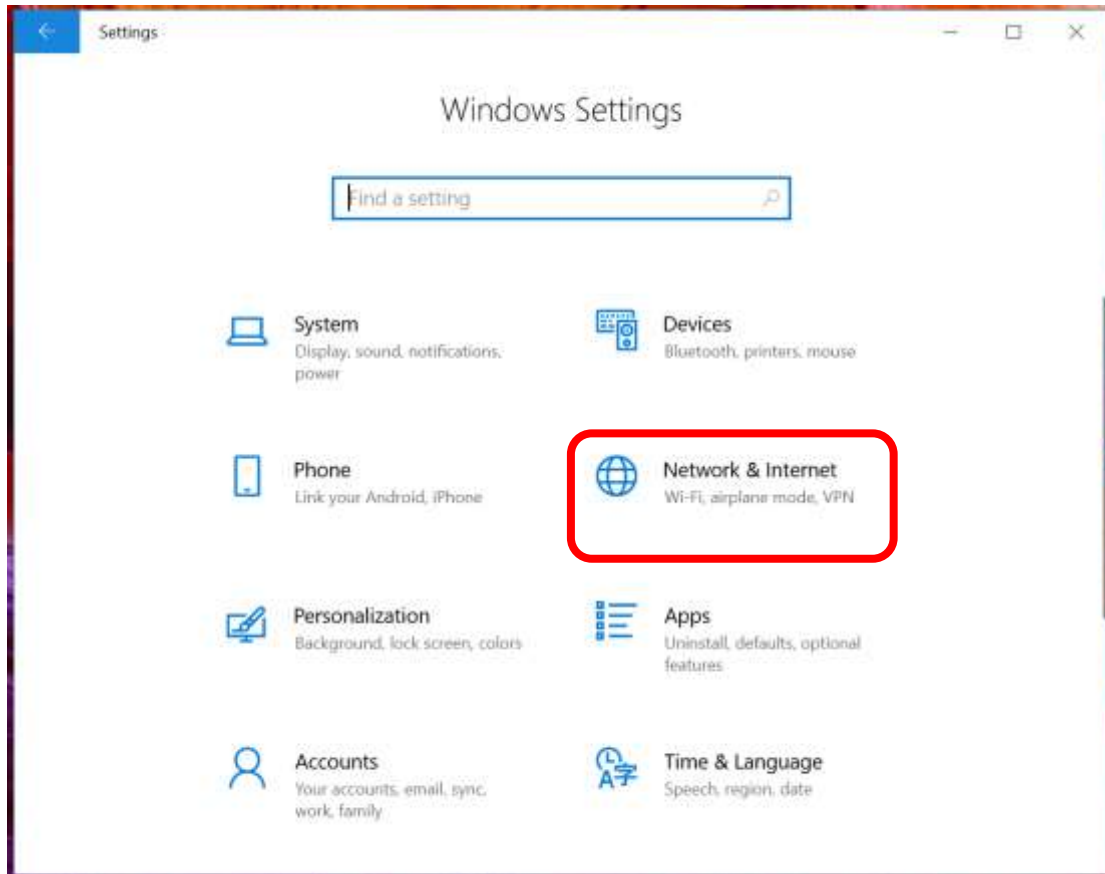 Settings
Windows Settings
Find a setting
System
Display, sound, notifications,
power
Devices
Bluetooth, printers, mouse
Phone
Link your Android, iPhone
Network & Internet
Wi-Fi, airplane mode, VPN
Personalization
Background, lock screen, colors
Apps
Uninstall, defaults, optional
features
Accounts
Your accounts, email, sync,
work, family
Time & Language
Speech, region, date